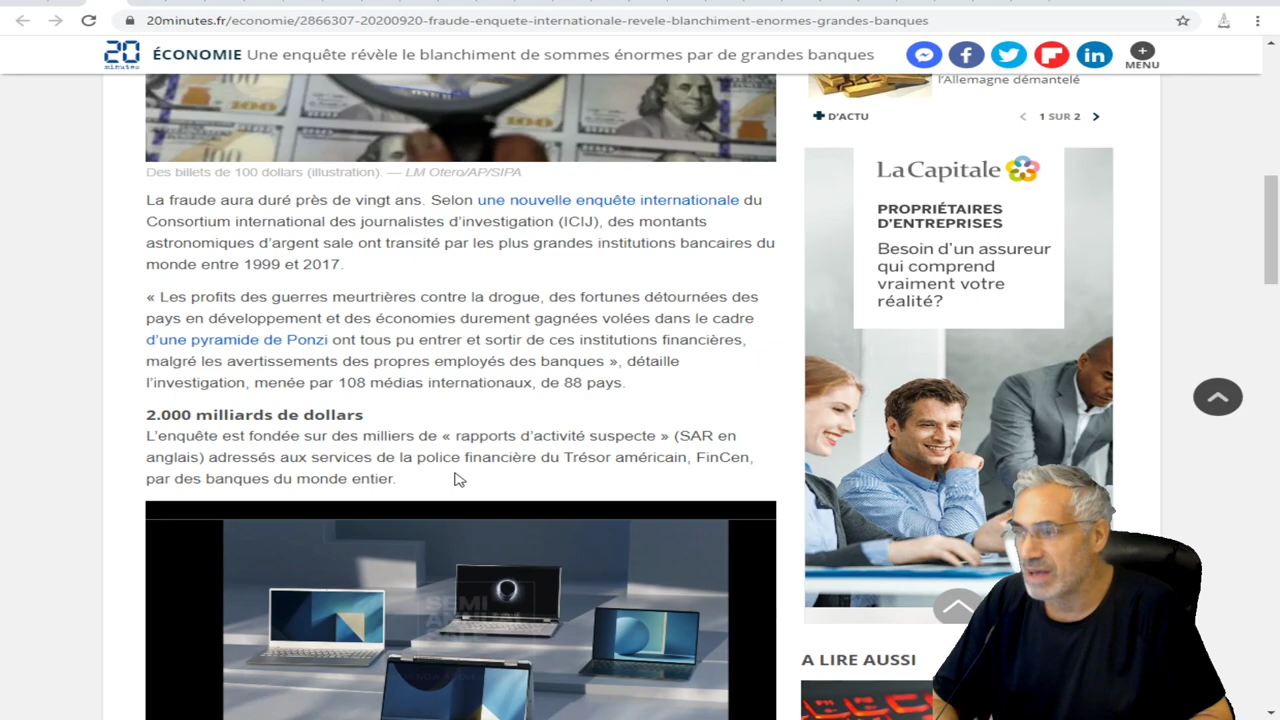 20minutes.fr/economie/2866307-20200920-fraude-enquete-internationale-revele-blanchiment-enormes-grandes-banques
20
minutes
ÉCONOMIE Une enquête révèle le blanchiment de sommes énormes par de grandes banques
MENU
l'Allemagne démantelé
D'ACTU
1 SUR 2
Des billets de 100 dollars (illustration). — LM Otero/AP/SIPA
La fraude aura duré près de vingt ans. Selon une nouvelle enquête internationale du
Consortium international des journalistes d'investigation (ICIJ), des montants
astronomiques d'argent sale ont transité par les plus grandes institutions bancaires du
monde entre 1999 et 2017.
« Les profits des guerres meurtrières contre la drogue, des fortunes détournées des
pays en développement et des économies durement gagnées volées dans le cadre
d'une pyramide de Ponzi ont tous pu entrer et sortir de ces institutions financières,
malgré les avertissements des propres employés des banques », détaille
l'investigation, menée par 108 médias internationaux, de 88 pays.
2.000 milliards de dollars
L'enquête est fondée sur des milliers de « rapports d'activité suspecte » (SAR en
anglais) adressés aux services de la police financière du Trésor américain, FinCen,
par des banques du monde entier.
La Capitale
PROPRIÉTAIRES
D'ENTREPRISES
Besoin d'un assureur
qui comprend
vraiment votre
réalité?
A LIRE AUSSI